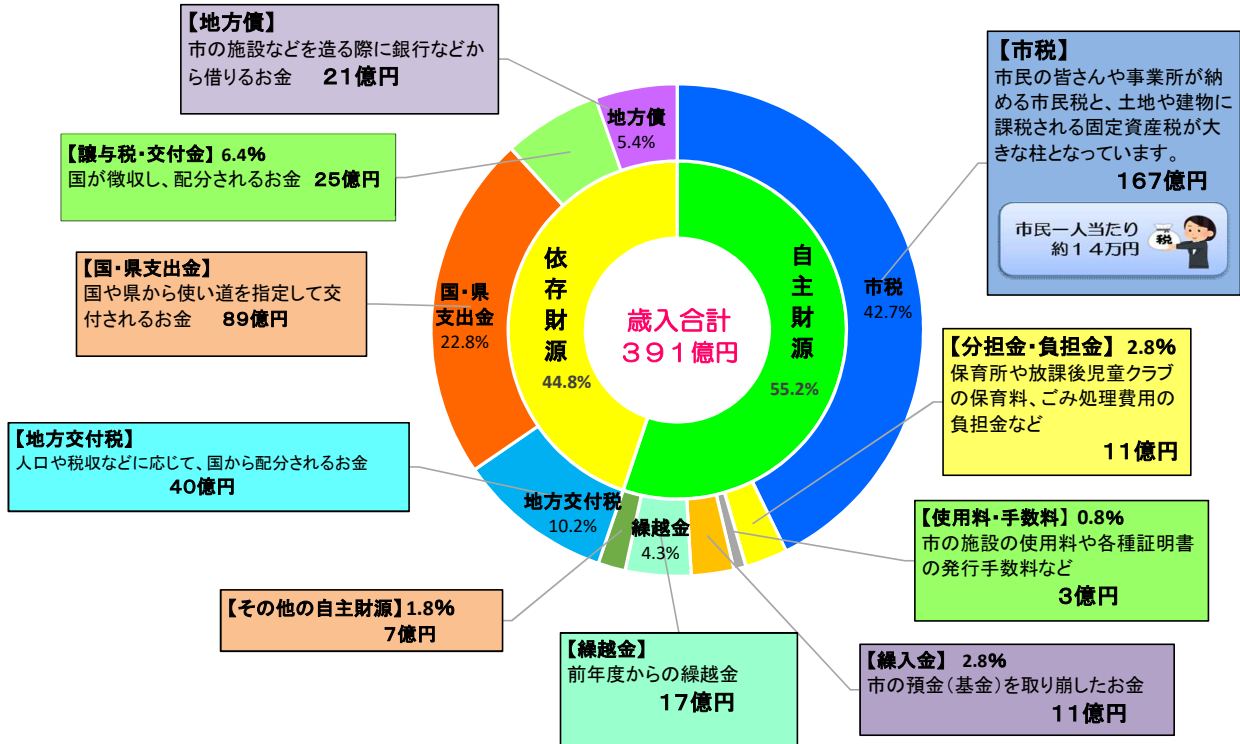 【地方債】
市の施設などを造る際に銀行などか
ら借りるお金 21億円
【市税】
市民の皆さんや事業所が納
める市民税と、土地や建物に
課税される固定資産税が大
きな柱となっています。
167億円
市民一人当たり
約14万円
税
【譲与税・交付金】 6.4%
国が徴収し、配分されるお金 25億円
【国・県支出金】
国や県から使い道を指定して交
付されるお金 89億円
【地方交付税】
人口や税収などに応じて、国から配分されるお金
40億円
【その他の自主財源】 1.8%
7億円
【繰越金】
前年度からの繰越金
17億円
【繰入金】 2.8%
市の預金(基金)を取り崩したお金
11億円
【使用料・手数料】 0.8%
市の施設の使用料や各種証明書
の発行手数料など
3億円
【分担金・負担金】 2.8%
保育所や放課後児童クラブ
の保育料、ごみ処理費用の
負担金など
11億円
地方債
5.4%
国・県
支出金
22.8%
地方交付税
10.2%
繰越金
4.3%
市税
42.7%
依存財源
44.8%
自主財源
55.2%
歳入合計
391億円